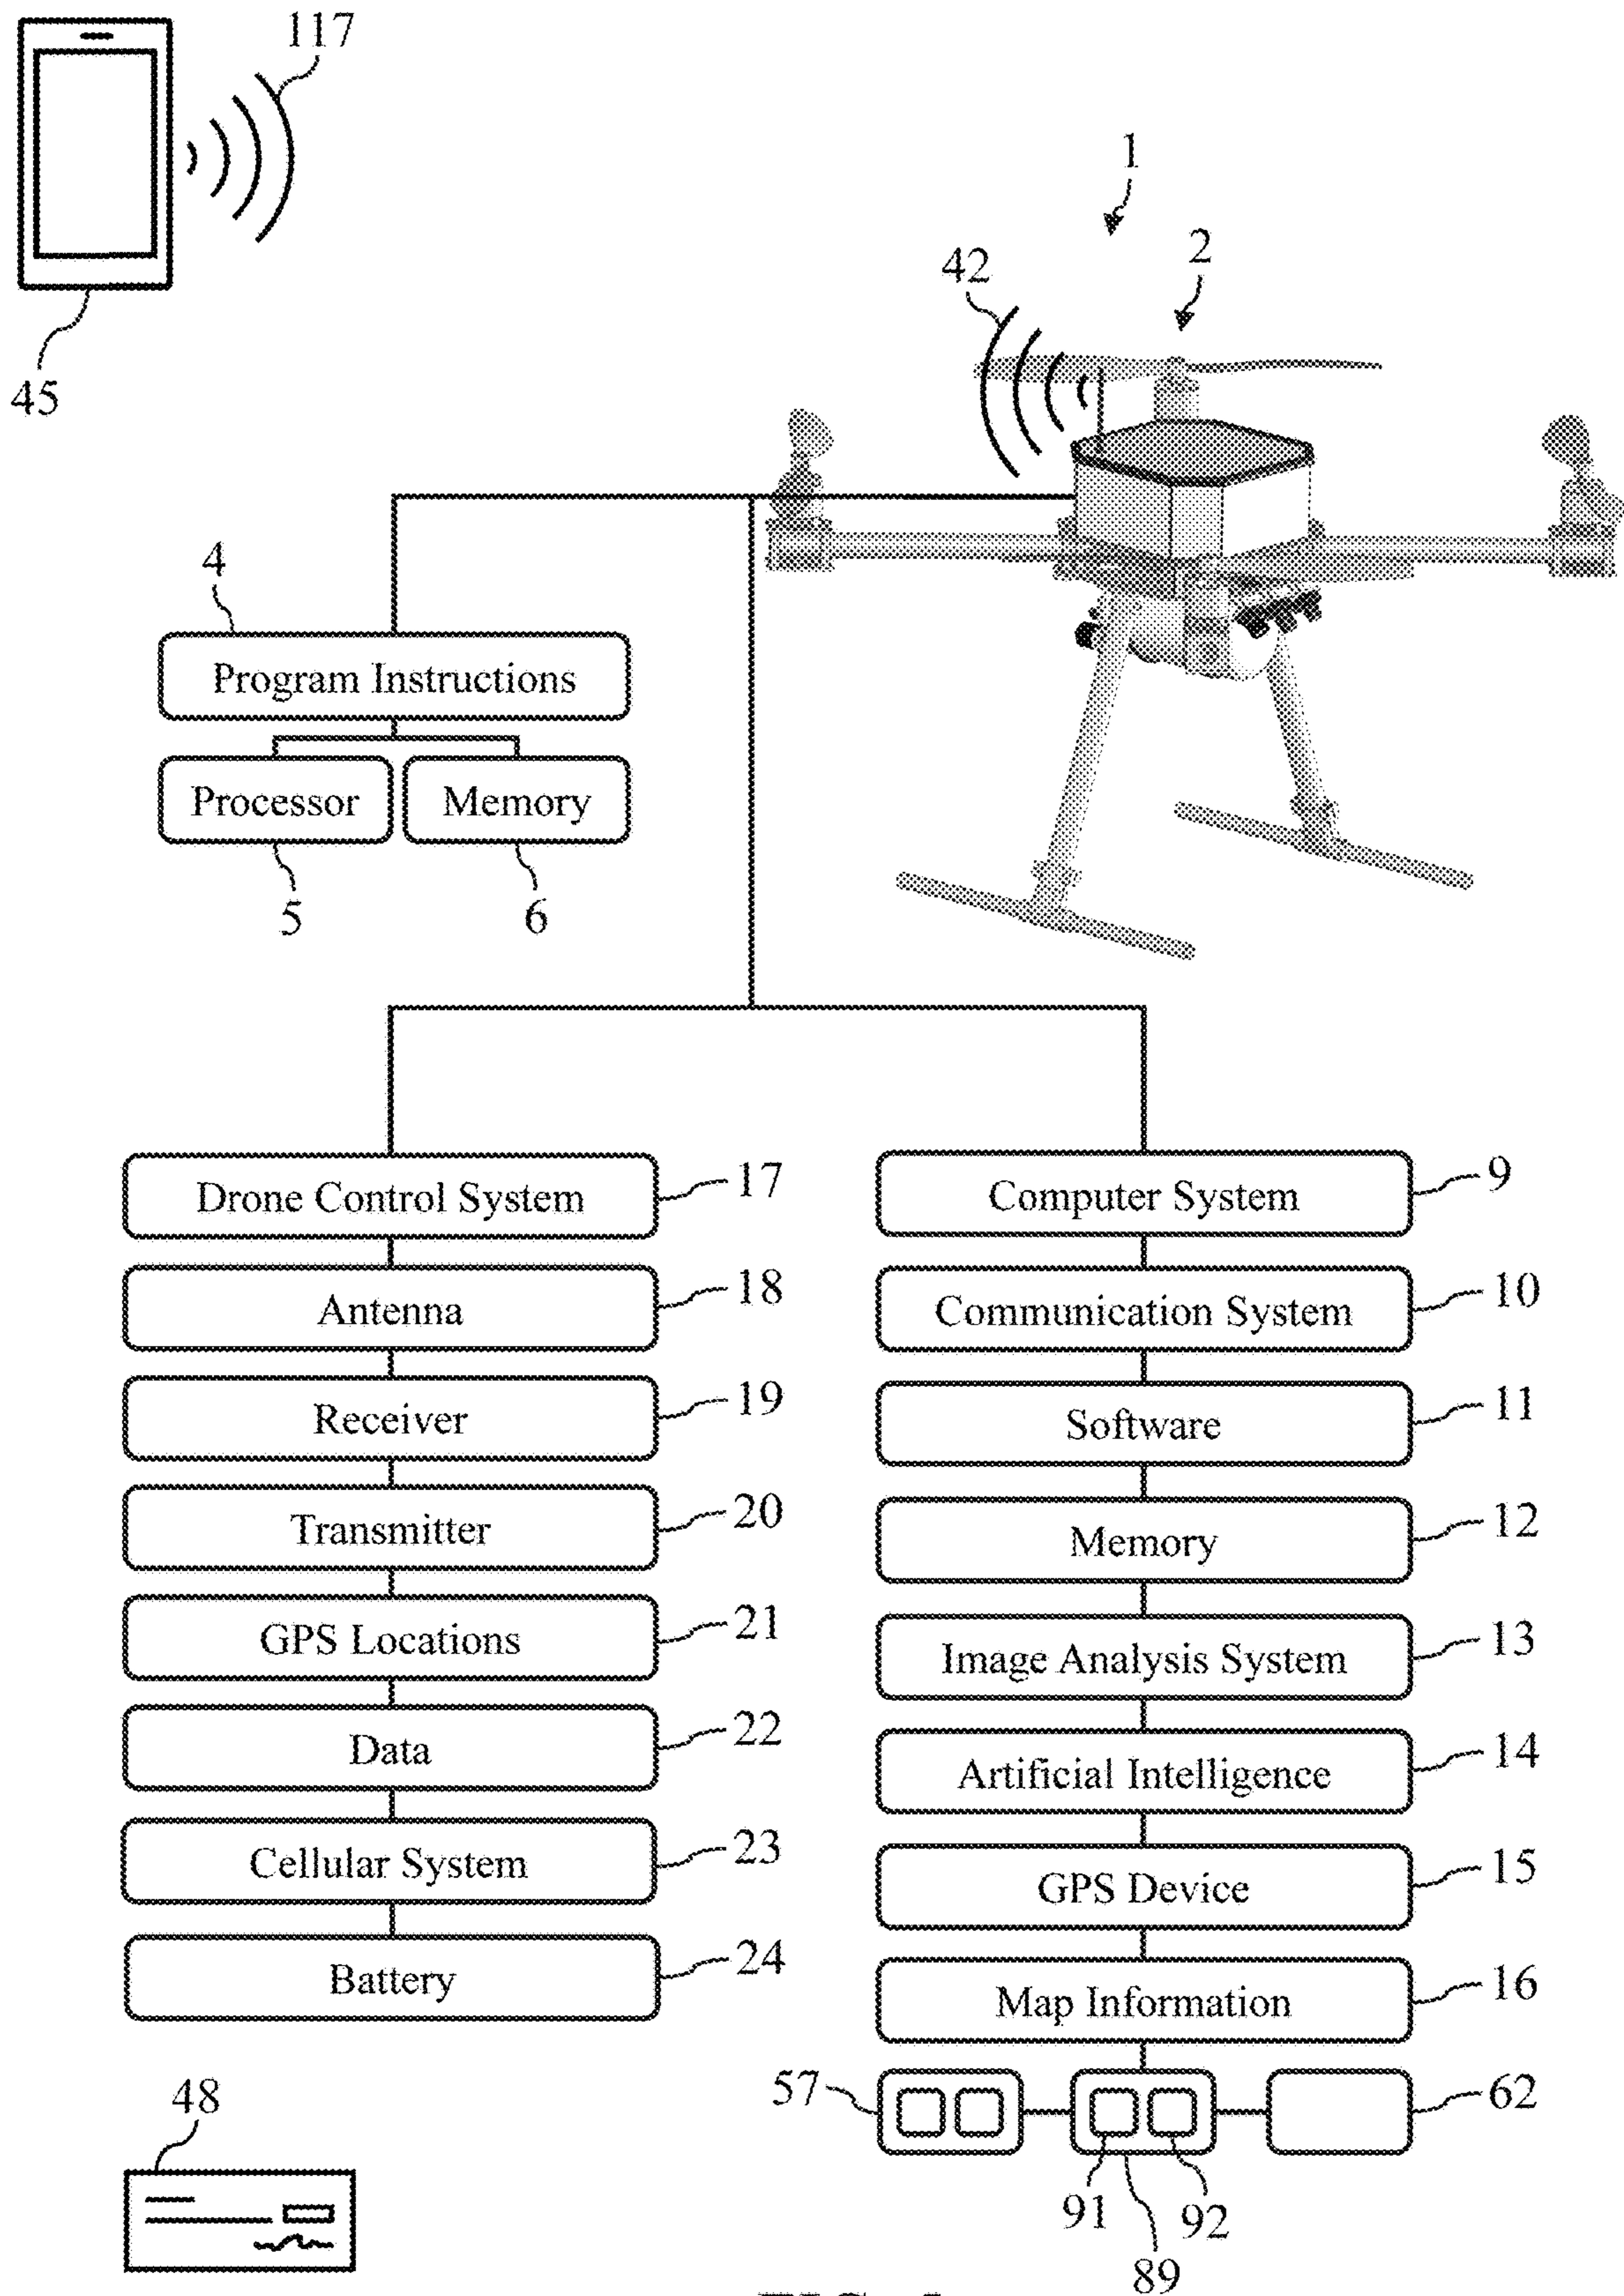 117
1
2
42
45
4
Program Instructions
Processor
Memory
5
6
Drone Control System
17
Antenna
18
Receiver
19
Transmitter
20
GPS Locations
21
Data
22
Cellular System
23
Battery
24
Computer System
9
Communication System
10
Software
11
Memory
12
Image Analysis System
13
Artificial Intelligence
14
GPS Device
15
Map Information
16
57
62
91
92
89
48